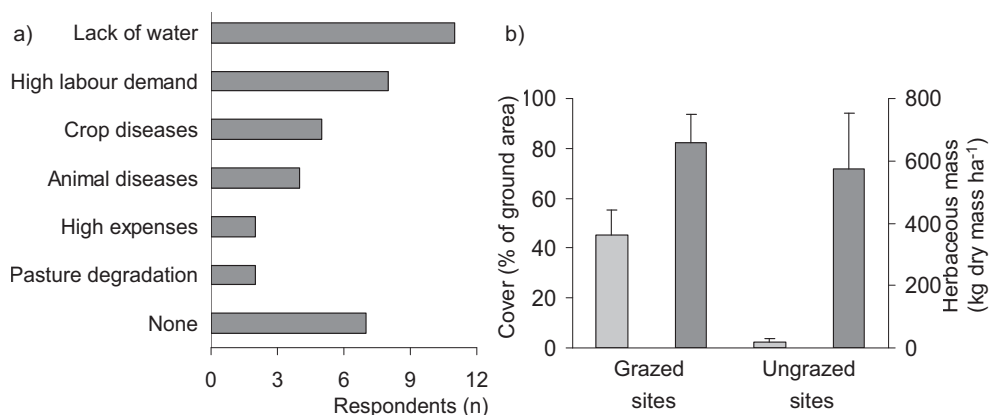 a)
Lack of water
High labour demand
Crop diseases
Animal diseases
High expenses
Pasture degradation
None
0 3 6 9 12
Respondents (n)
b)
Cover (% of ground area)
100
80
60
40
20
0
Grazed sites
Ungrazed sites
800
600
400
200
0
Herbaceous mass
(kg dry mass ha⁻¹)